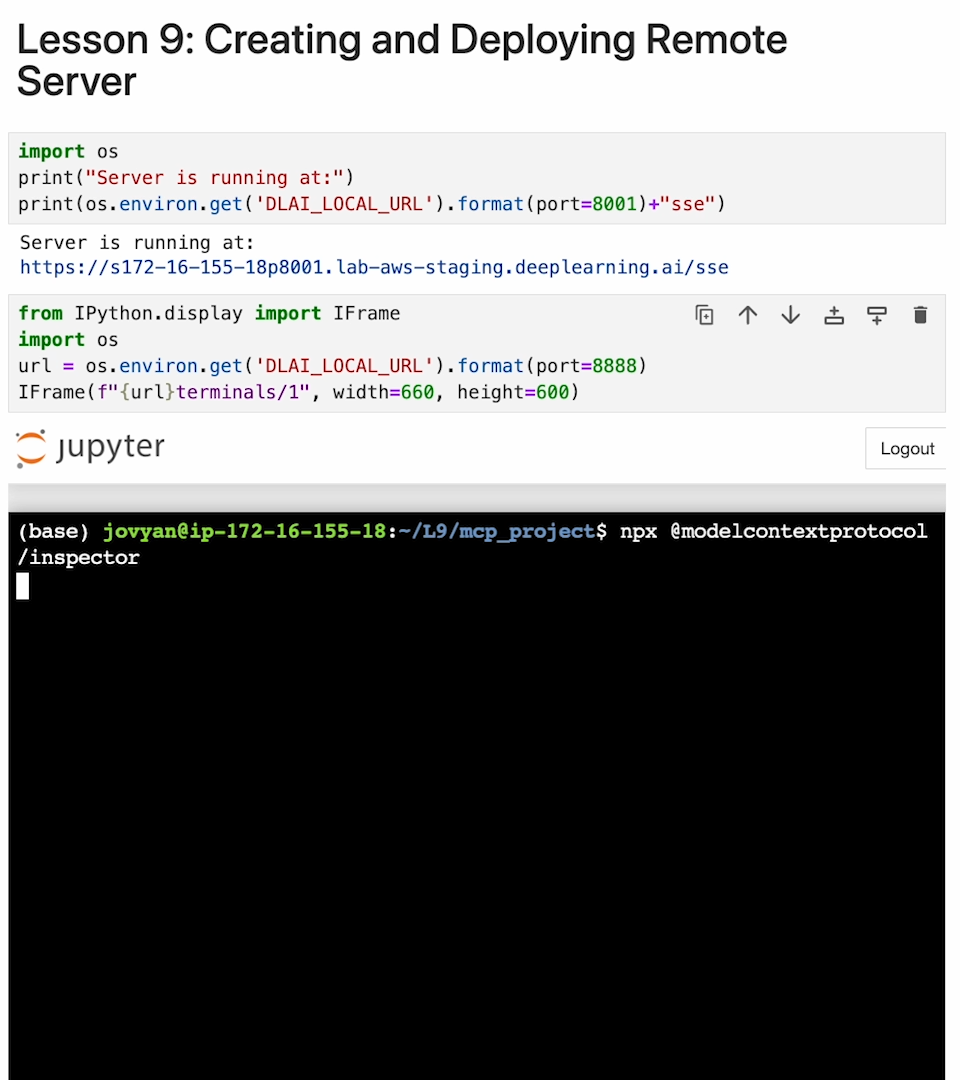 Lesson 9: Creating and Deploying Remote
Server
import os
print("Server is running at:")
print(os.environ.get('DLAI_LOCAL_URL').format(port=8001)+"sse")
Server is running at:
https://s172-16-155-18p8001.lab-aws-staging.deeplearning.ai/sse
from IPython.display import IFrame
import os
url = os.environ.get('DLAI_LOCAL_URL').format(port=8888)
IFrame(f"{url}terminals/1", width=660, height=600)
jupyter
Logout
(base) jovyan@ip-172-16-155-18:~/L9/mcp_project$ npx @modelcontextprotocol
/inspector